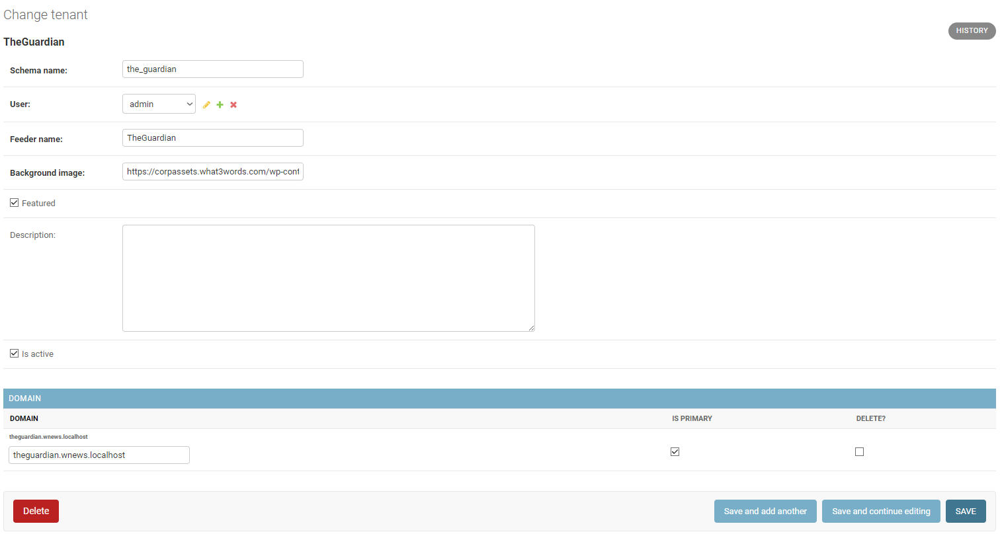 Change tenant
HISTORY
TheGuardian
Schema name: the_guardian
User: admin
Feeder name: TheGuardian
Background image: https://corpassets.what3words.com/wp-cont
Featured
Description:
Is active
DOMAIN
DOMAIN IS PRIMARY DELETE?
theguardian.wnews.localhost
theguardian.wnews.localhost
Delete Save and add another Save and continue editing SAVE